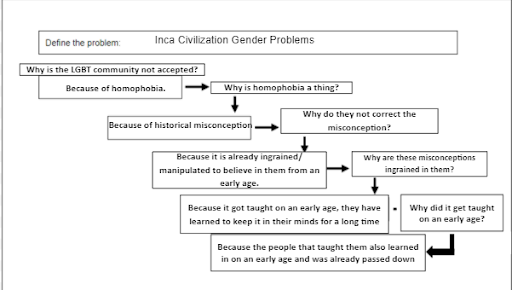 Define the problem: Inca Civilization Gender Problems
Why is the LGBT community not accepted?
Because of homophobia.
Why is homophobia a thing?
Because of historical misconception
Why do they not correct the
misconception?
Because it is already ingrained/
manipulated to believe in them from an
early age.
Why are these misconceptions
ingrained in them?
Because it got taught on an early age, they have
learned to keep it in their minds for a long time
Why did it get taught
on an early age?
Because the people that taught them also learned
in on an early age and was already passed down